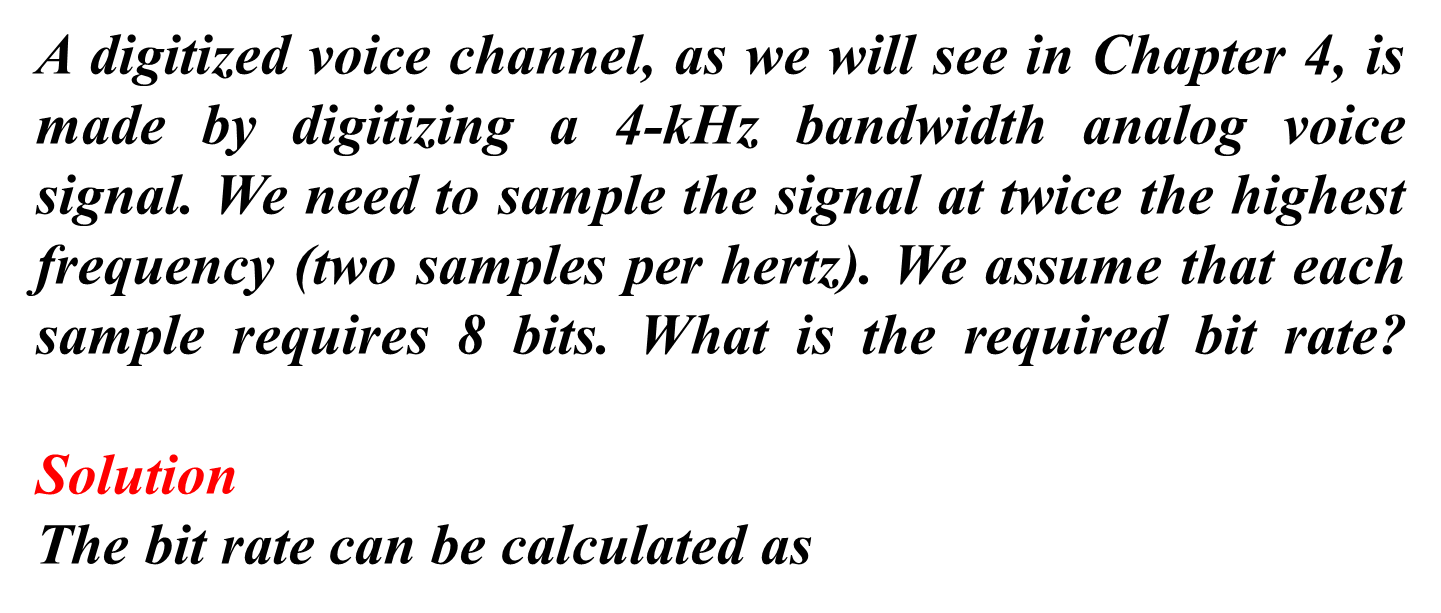 A digitized voice channel, as we will see in Chapter 4, is
made by digitizing a 4-kHz bandwidth analog voice
signal. We need to sample the signal at twice the highest
frequency (two samples per hertz). We assume that each
sample requires 8 bits. What is the required bit rate?
Solution
The bit rate can be calculated as